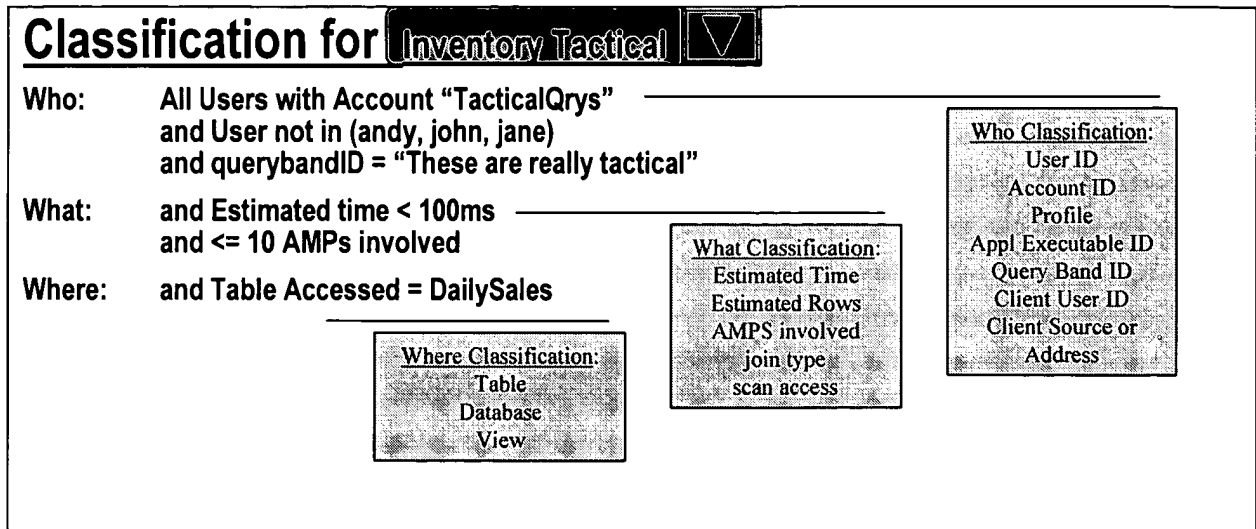 Classification for Inventory Tactical
Who: All Users with Account “TacticalQrys”
and User not in (andy, john, jane)
and querybandID = “These are really tactical”
What: and Estimated time < 100ms
and <= 10 AMPs involved
Where: and Table Accessed = DailySales
Who Classification:
User ID
Account ID
Profile
Appl Executable ID
Query Band ID
Client User ID
Client Source or
Address
What Classification:
Estimated Time
Estimated Rows
AMPS involved
join type
scan access
Where Classification:
Table
Database
View